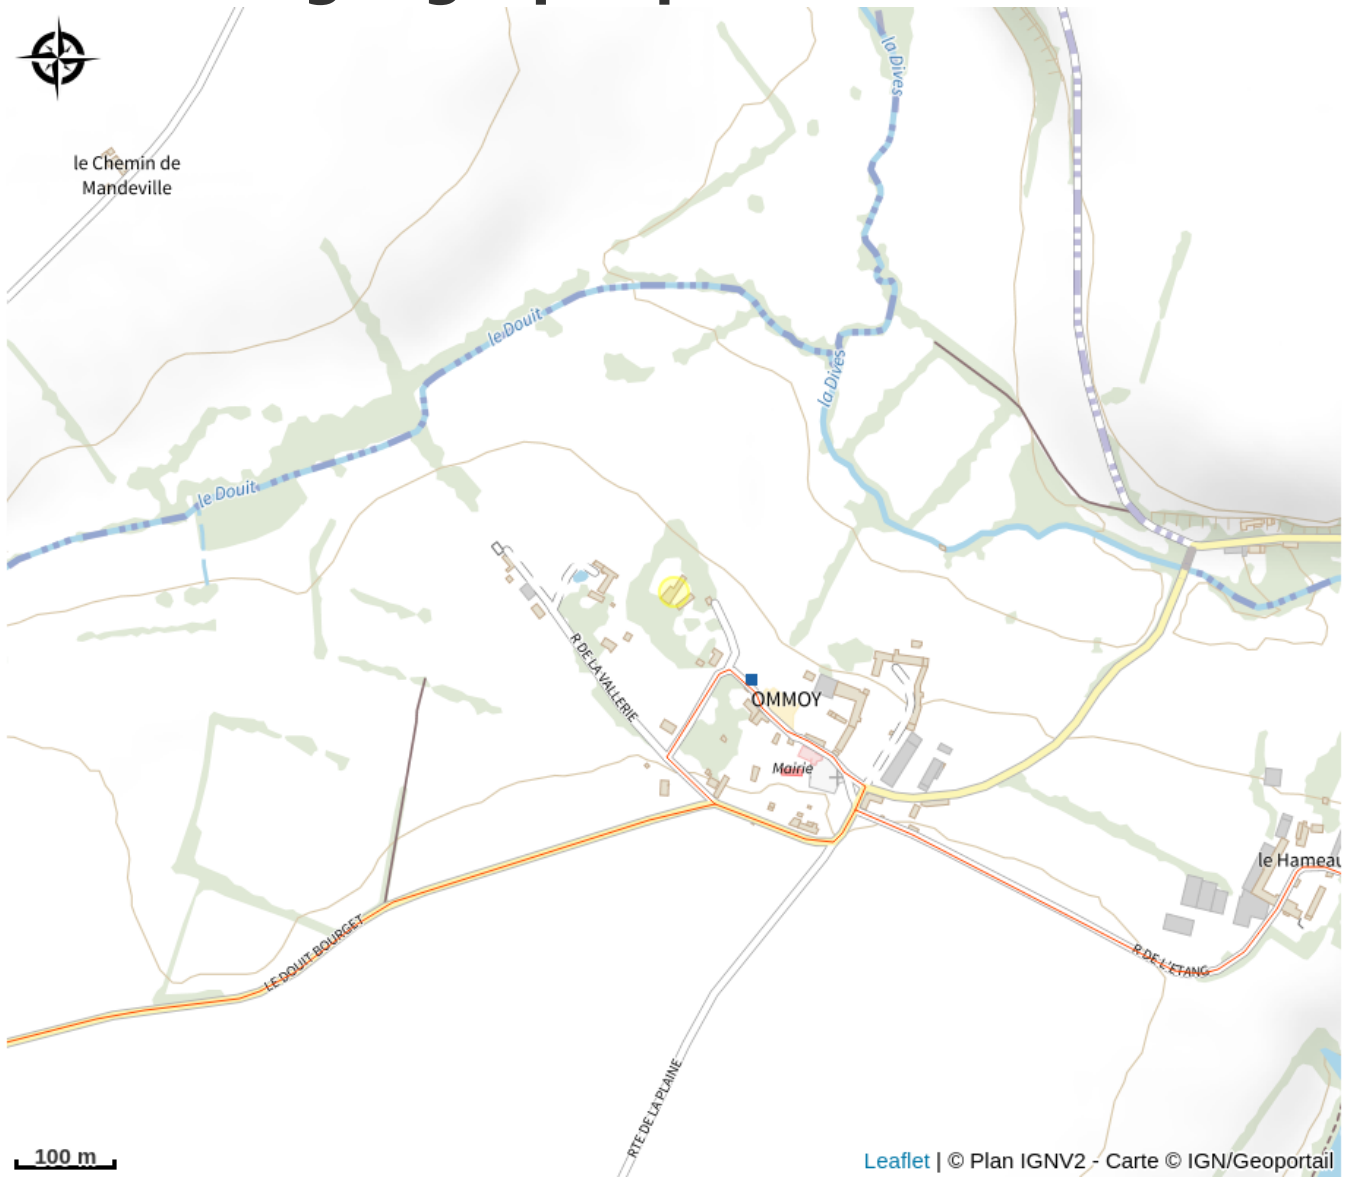 la Dives
le Chemin de
Mandeville
le Douit
la Dives
le Douit
R DE LA VALLERIE
OMMOY
Mairie
le Hameau
LE DOUIT BOURGET
R DE L'ETANG
RTE DE LA PLAINE
100 m
Leaflet | © Plan IGNV2 - Carte © IGN/Geoportail